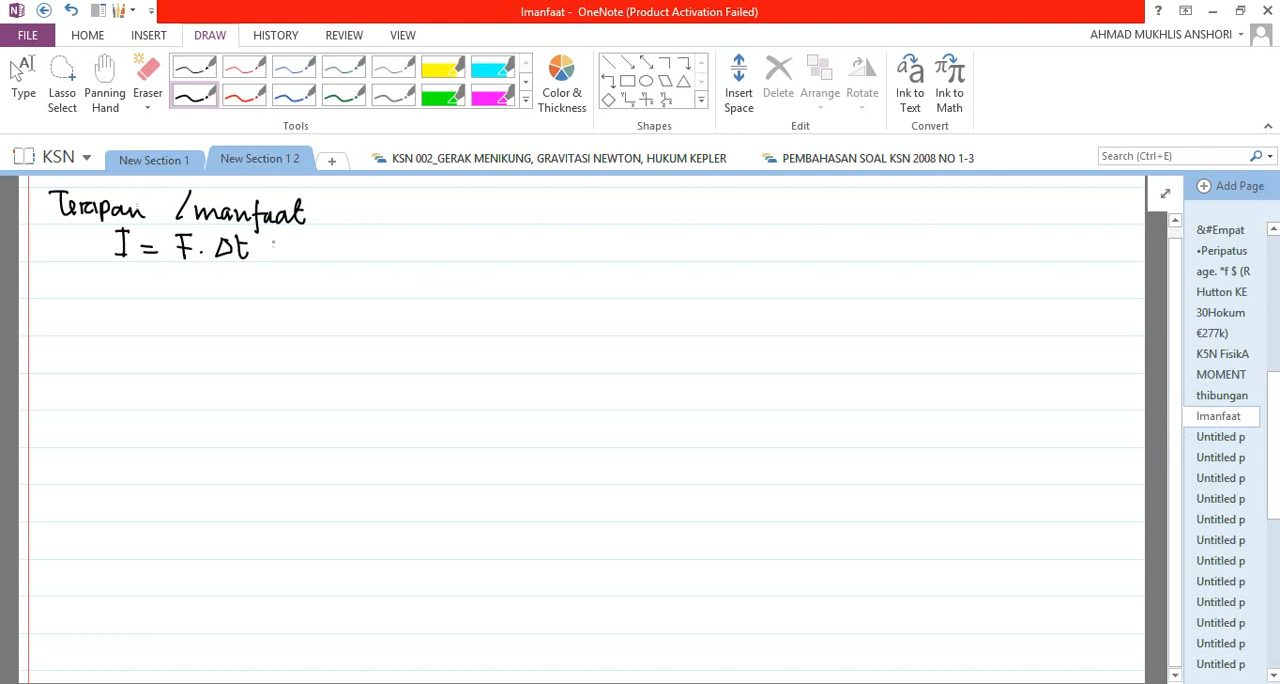 Imanfaat - OneNote (Product Activation Failed)
?
FILE HOME INSERT DRAW HISTORY REVIEW VIEW
AHMAD MUKHLIS ANSHORI
Type
Lasso Select
Panning Hand
Eraser
Color & Thickness
Insert Space
Delete
Arrange
Rotate
Ink to Text
Ink to Math
Tools
Shapes
Edit
Convert
KSN
New Section 1
New Section 1 2
KSN 002_GERAK MENIKUNG, GRAVITASI NEWTON, HUKUM KEPLER
PEMBAHASAN SOAL KSN 2008 NO 1-3
Search (Ctrl+E)
Terapan /manfaat
I = F. Δt
Add Page
&#Empat
•Peripatus
age. *f $ (R
Hutton KE
30Hokum
€277k)
K5N FisikA
MOMENT
thibungan
Imanfaat
Untitled p
Untitled p
Untitled p
Untitled p
Untitled p
Untitled p
Untitled p
Untitled p
Untitled p
Untitled p
Untitled p
Untitled p